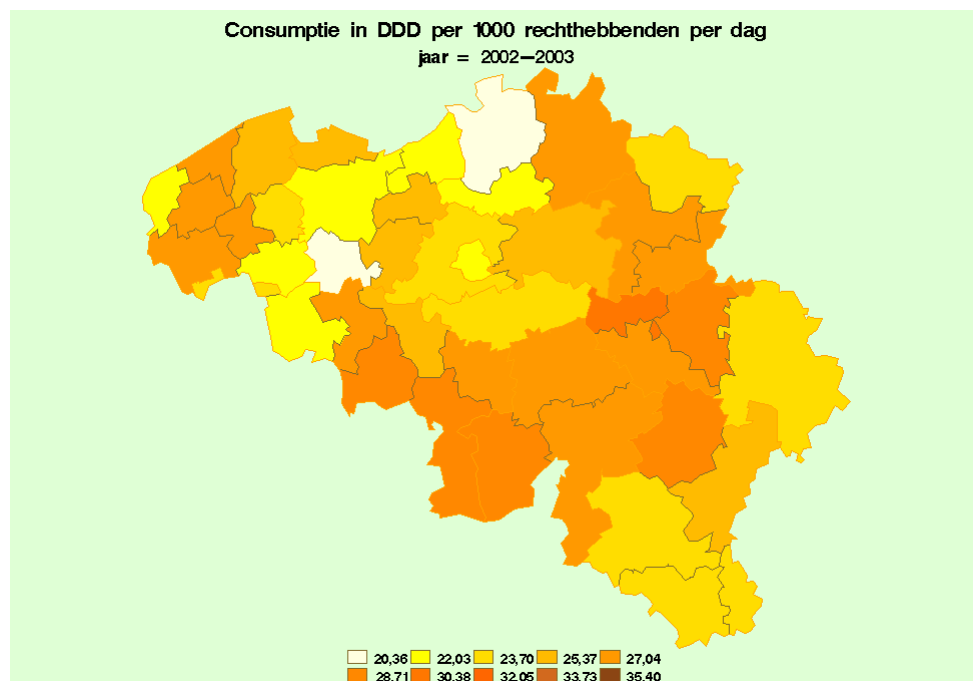 Consumptie in DDD per 1000 rechthebbenden per dag
jaar = 2002-2003
20,36 22,03 23,70 25,37 27,04
28,71 30,38 32,05 33,73 35,40